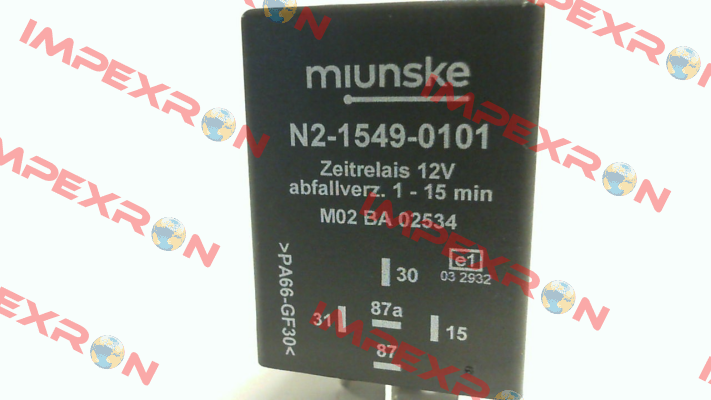 miunske
N2-1549-0101
Zeitrelais 12V
abfallverz. 1 - 15 min
M02 BA 02534
>PA66-GF30<
30
e1
03 2932
87a
31
15
87
IMPEXRON
IMPEXRON
IMPEXRON
IMPEXRON
IMPEXRON
IMPEXRON